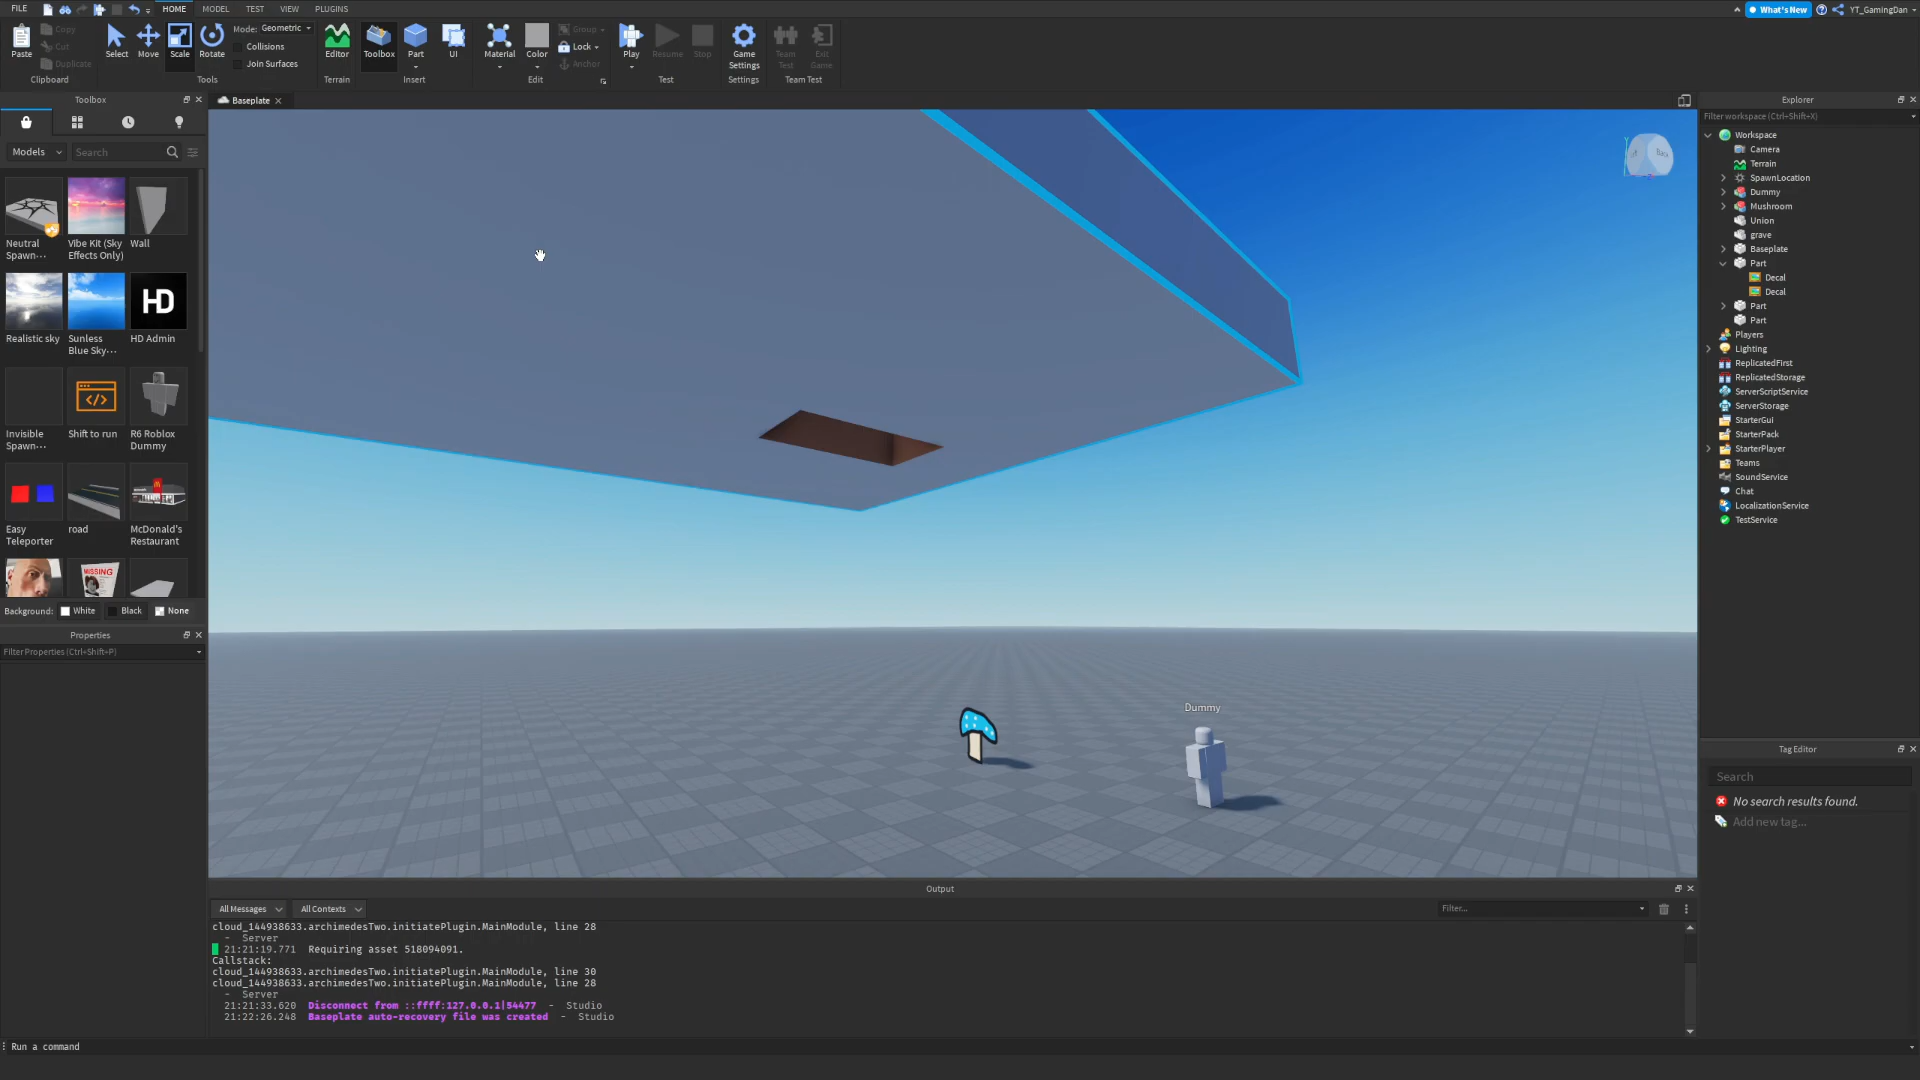 FILE HOME MODEL TEST VIEW PLUGINS What's New YT_GamingDan
Paste Copy Cut Duplicate Clipboard
Select Move Scale Rotate Mode: Geometric Collisions Join Surfaces Tools
Editor Terrain
Toolbox Part UI Insert
Material Color Group Lock Anchor Edit
Play Resume Stop Test
Game Settings Settings
Team Test Exit Game Team Test
Toolbox
Baseplate
Models Search
Neutral Spawn... Vibe Kit (Sky Effects Only) Wall
Realistic sky Sunless Blue Sky... HD HD Admin
Invisible Spawn... Shift to run R6 Roblox Dummy
Easy Teleporter road McDonald's Restaurant
MISSING
Background: White Black None
Properties
Filter Properties (Ctrl+Shift+P)
Back
Dummy
Explorer
Filter workspace (Ctrl+Shift+X)
Workspace
Camera
Terrain
SpawnLocation
Dummy
Mushroom
Union
grave
Baseplate
Part
Decal
Decal
Part
Part
Players
Lighting
ReplicatedFirst
ReplicatedStorage
ServerScriptService
ServerStorage
StarterGui
StarterPack
StarterPlayer
Teams
SoundService
Chat
LocalizationService
TestService
Tag Editor
Search
No search results found.
Add new tag...
Output
All Messages All Contexts Filter...
cloud_144938633.archimedesTwo.initiatePlugin.MainModule, line 28
- Server
21:21:19.771 Requiring asset 518094091.
Callstack:
cloud_144938633.archimedesTwo.initiatePlugin.MainModule, line 30
cloud_144938633.archimedesTwo.initiatePlugin.MainModule, line 28
- Server
21:21:33.620 Disconnect from ::ffff:127.0.0.1|54477 - Studio
21:22:26.248 Baseplate auto-recovery file was created - Studio
Run a command